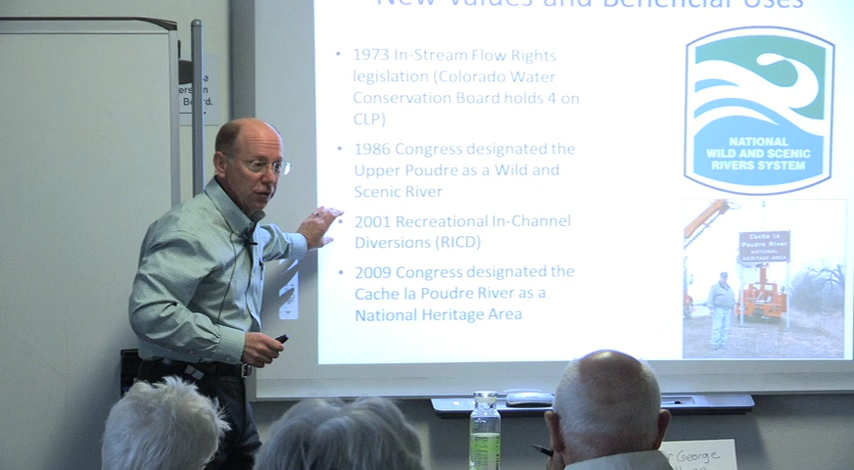 New Values and Beneficial Uses
• 1973 In-Stream Flow Rights
legislation (Colorado Water
Conservation Board holds 4 on
CLP)
• 1986 Congress designated the
Upper Poudre as a Wild and
Scenic River
• 2001 Recreational In-Channel
Diversions (RICD)
• 2009 Congress designated the
Cache la Poudre River as a
National Heritage Area
NATIONAL
WILD AND SCENIC
RIVERS SYSTEM
Cache la
Poudre River
NATIONAL
HERITAGE AREA
Board.
George